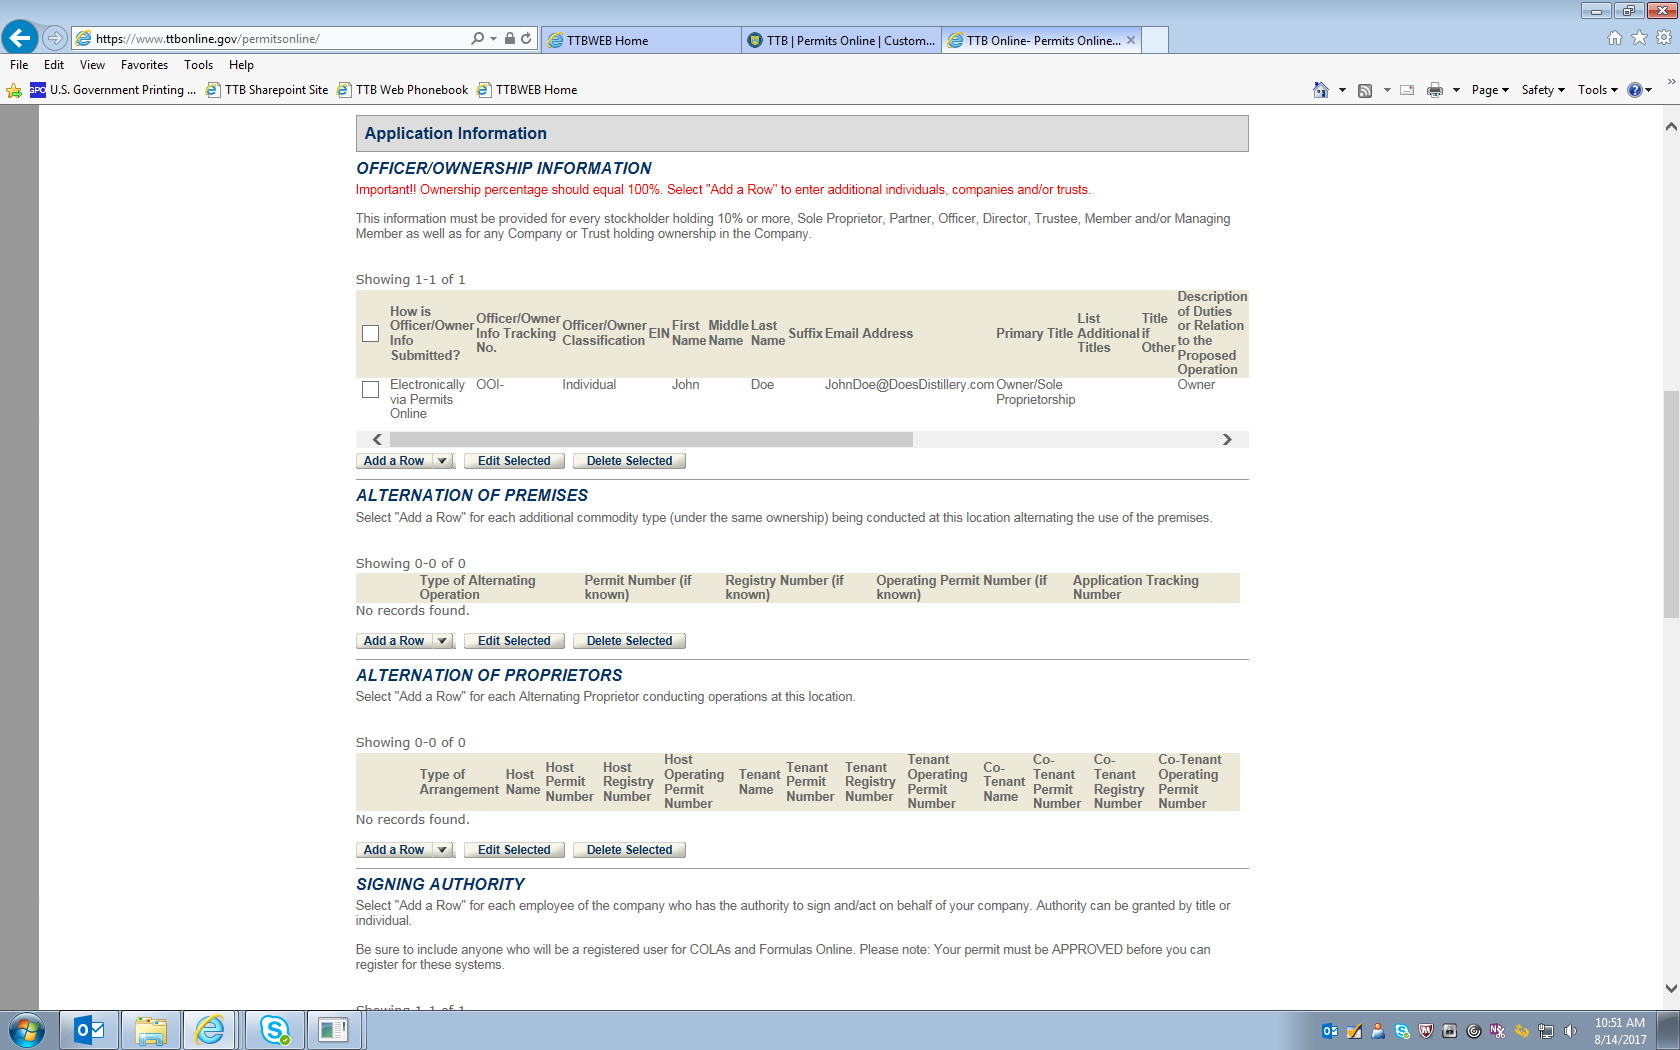 https://www.ttbonline.gov/permitsonline/
TTBWEB Home
TTB | Permits Online | Custom...
TTB Online- Permits Online...
File Edit View Favorites Tools Help
GPO U.S. Government Printing ... TTB Sharepoint Site TTB Web Phonebook TTBWEB Home
Page Safety Tools
Application Information
OFFICER/OWNERSHIP INFORMATION
Important!! Ownership percentage should equal 100%. Select "Add a Row" to enter additional individuals, companies and/or trusts.
This information must be provided for every stockholder holding 10% or more, Sole Proprietor, Partner, Officer, Director, Trustee, Member and/or Managing
Member as well as for any Company or Trust holding ownership in the Company.
Showing 1-1 of 1
How is
Officer/Owner
Info
Submitted?
Officer/Owner
Info Tracking
No.
Officer/Owner
Classification
EIN
First
Name
Middle
Name
Last
Name
Suffix
Email Address
Primary Title
List
Additional
Titles
Title
if
Other
Description
of Duties
or Relation
to the
Proposed
Operation
Electronically
via Permits
Online
OOI-
Individual
John
Doe
JohnDoe@DoesDistillery.com
Owner/Sole
Proprietorship
Owner
Add a Row Edit Selected Delete Selected
ALTERNATION OF PREMISES
Select "Add a Row" for each additional commodity type (under the same ownership) being conducted at this location alternating the use of the premises.
Showing 0-0 of 0
Type of Alternating
Operation
Permit Number (if
known)
Registry Number (if
known)
Operating Permit Number (if
known)
Application Tracking
Number
No records found.
Add a Row Edit Selected Delete Selected
ALTERNATION OF PROPRIETORS
Select "Add a Row" for each Alternating Proprietor conducting operations at this location.
Showing 0-0 of 0
Type of
Arrangement
Host
Name
Host
Permit
Number
Host
Registry
Number
Host
Operating
Permit
Number
Tenant
Name
Tenant
Permit
Number
Tenant
Registry
Number
Tenant
Operating
Permit
Number
Co-
Tenant
Name
Co-
Tenant
Permit
Number
Co-
Tenant
Registry
Number
Co-Tenant
Operating
Permit
Number
No records found.
Add a Row Edit Selected Delete Selected
SIGNING AUTHORITY
Select "Add a Row" for each employee of the company who has the authority to sign and/act on behalf of your company. Authority can be granted by title or
individual.
Be sure to include anyone who will be a registered user for COLAs and Formulas Online. Please note: Your permit must be APPROVED before you can
register for these systems.
Showing 1-1 of 1
10:51 AM
8/14/2017